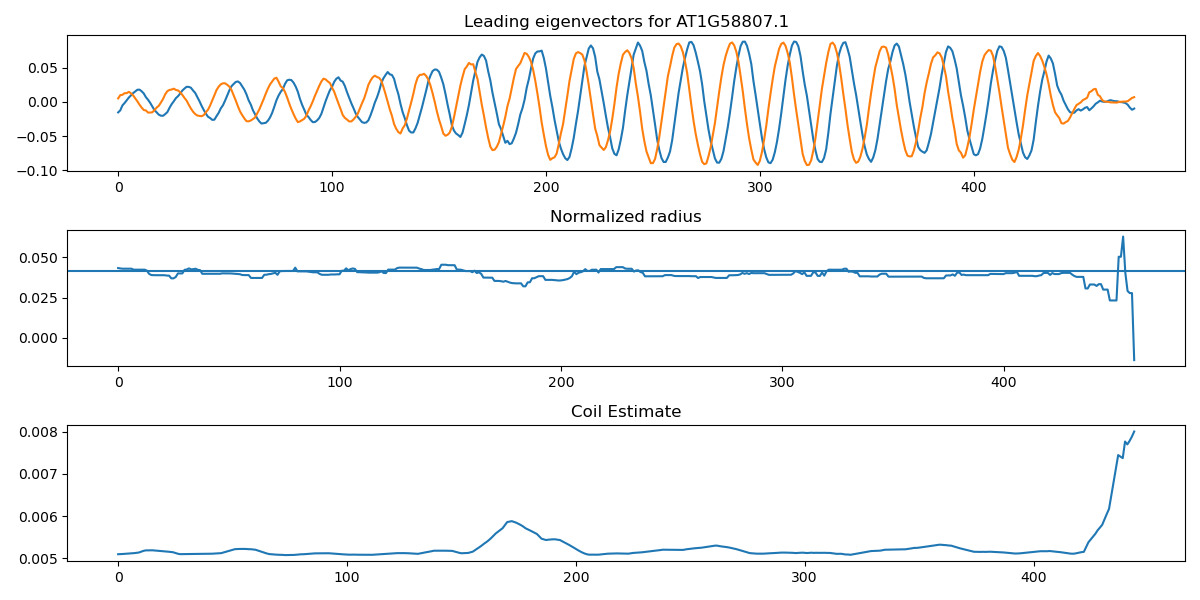 Leading eigenvectors for AT1G58807.1
0.05
0.00
−0.05
−0.10
0 100 200 300 400
Normalized radius
0.050
0.025
0.000
0 100 200 300 400
Coil Estimate
0.008
0.007
0.006
0.005
0 100 200 300 400